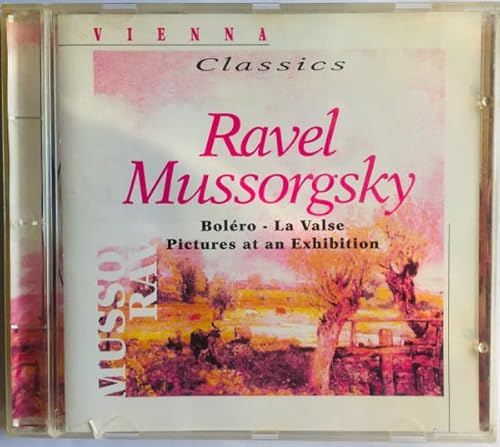 VIENNA
Classics
Ravel
Mussorgsky
Boléro - La Valse
Pictures at an Exhibition
MUSSO
RAV